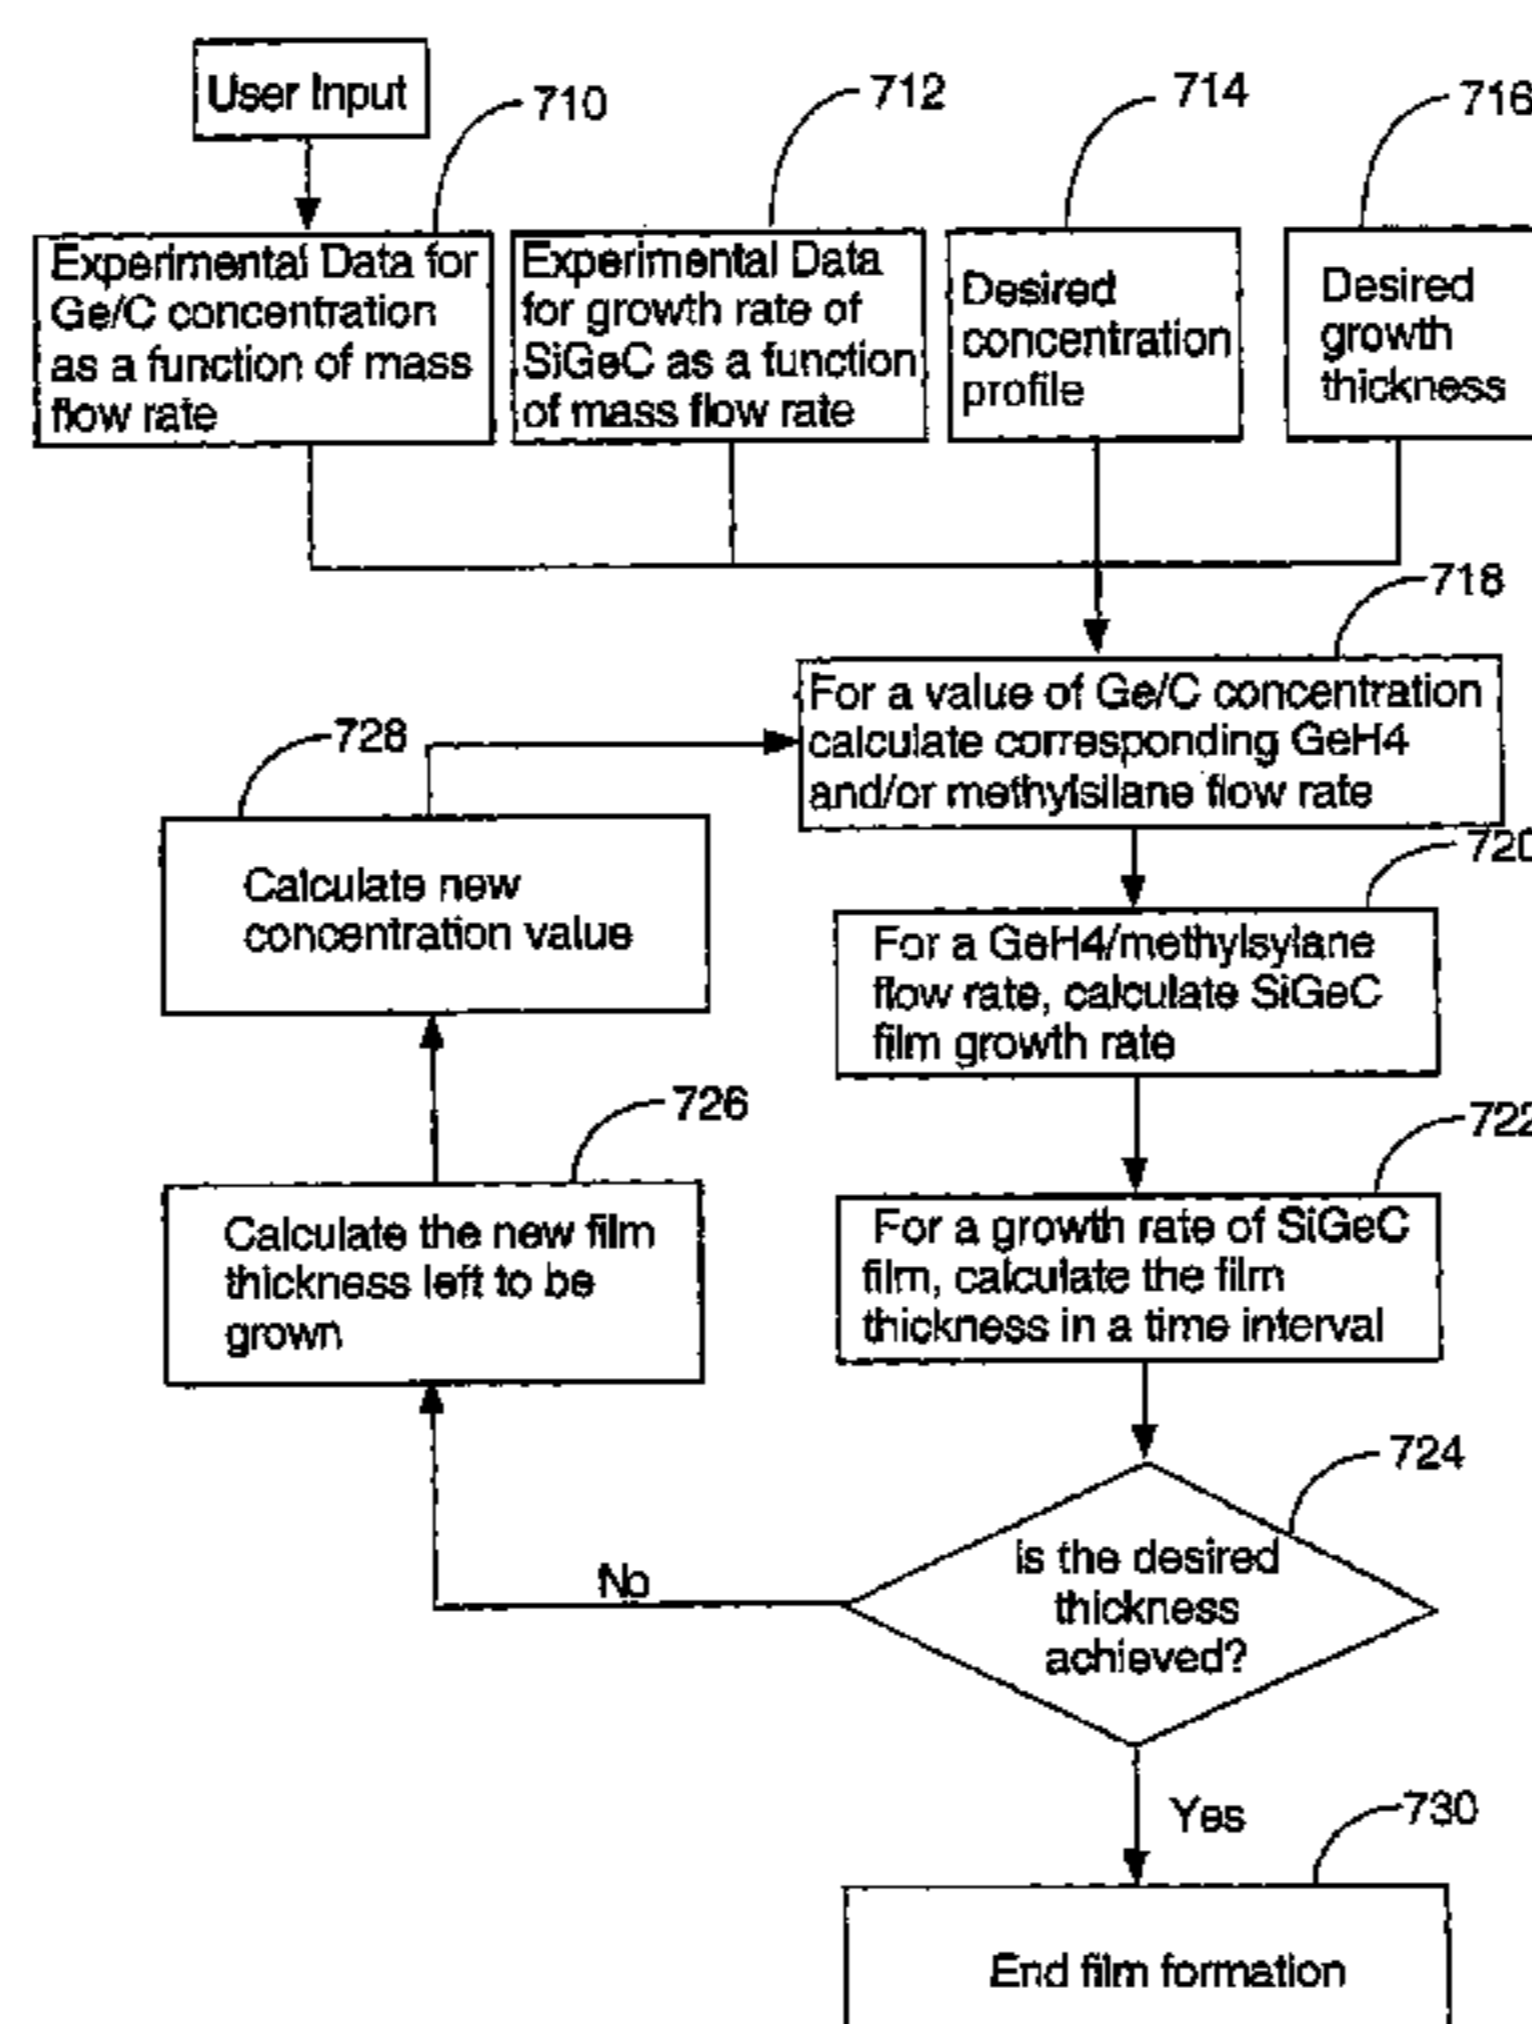 User Input
710
712
714
716
Experimental Data for
Ge/C concentration
as a function of mass
flow rate
Experimental Data
for growth rate of
SiGeC as a function
of mass flow rate
Desired
concentration
profile
Desired
growth
thickness
718
For a value of Ge/C concentration
calculate corresponding GeH4
and/or methylsilane flow rate
728
Calculate new
concentration value
720
For a GeH4/methylsylane
flow rate, calculate SiGeC
film growth rate
726
Calculate the new film
thickness left to be
grown
722
For a growth rate of SiGeC
film, calculate the film
thickness in a time interval
724
is the desired
thickness
achieved?
No
Yes
730
End film formation